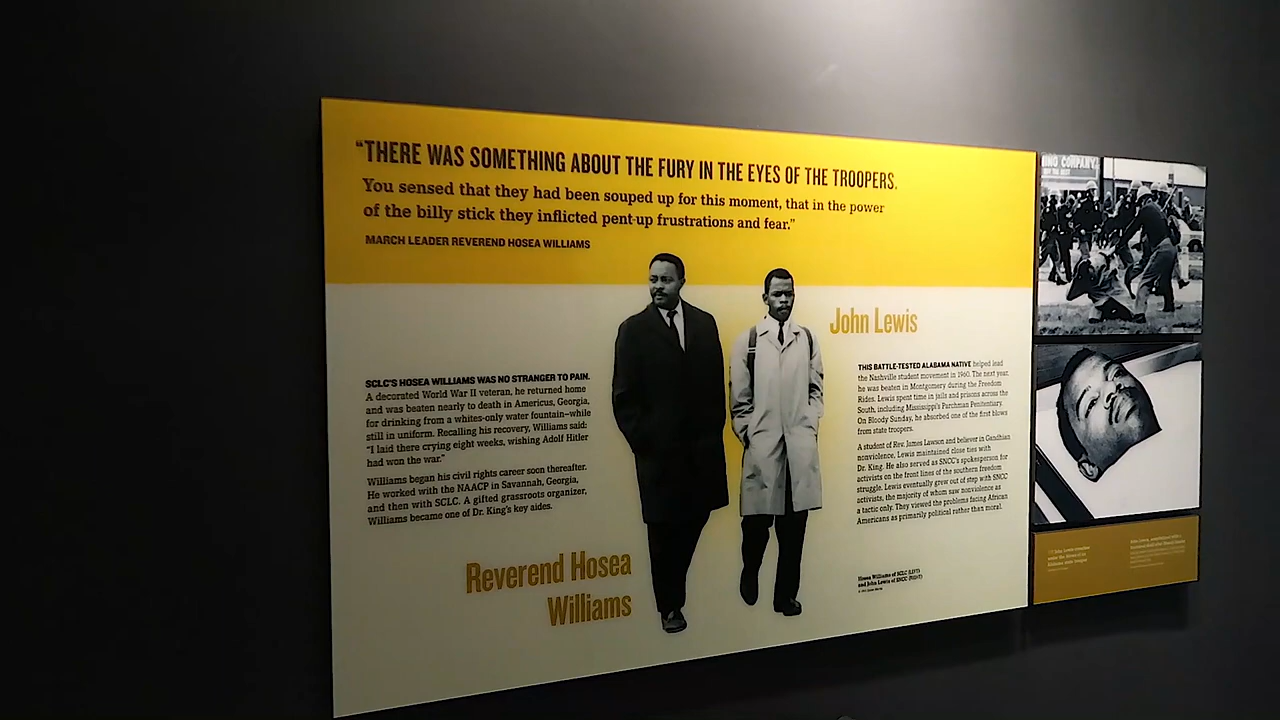 “THERE WAS SOMETHING ABOUT THE FURY IN THE EYES OF THE TROOPERS.
You sensed that they had been souped up for this moment, that in the power
of the billy stick they inflicted pent-up frustrations and fear.”
MARCH LEADER REVEREND HOSEA WILLIAMS
SCLC'S HOSEA WILLIAMS WAS NO STRANGER TO PAIN.
A decorated World War II veteran, he returned home
and was beaten nearly to death in Americus, Georgia,
for drinking from a whites-only water fountain–while
still in uniform. Recalling his recovery, Williams said:
“I laid there crying eight weeks, wishing Adolf Hitler
had won the war.”
Williams began his civil rights career soon thereafter.
He worked with the NAACP in Savannah, Georgia,
and then with SCLC. A gifted grassroots organizer,
Williams became one of Dr. King's key aides.
Reverend Hosea
Williams
John Lewis
THIS BATTLE-TESTED ALABAMA NATIVE helped lead
the Nashville student movement in 1960. The next year,
he was beaten in Montgomery during the Freedom
Rides. Lewis spent time in jails and prisons across the
South, including Mississippi's Parchman Penitentiary.
On Bloody Sunday, he absorbed one of the first blows
from state troopers.
A student of Rev. James Lawson and believer in Gandhian
nonviolence, Lewis maintained close ties with
Dr. King. He also served as SNCC's spokesperson for
activists on the front lines of the southern freedom
struggle. Lewis eventually grew out of step with SNCC
activists, the majority of whom saw nonviolence as
a tactic only. They viewed the problems facing African
Americans as primarily political rather than moral.
Hosea Williams of SCLC (LEFT)
and John Lewis of SNCC (RIGHT)
COMPANY